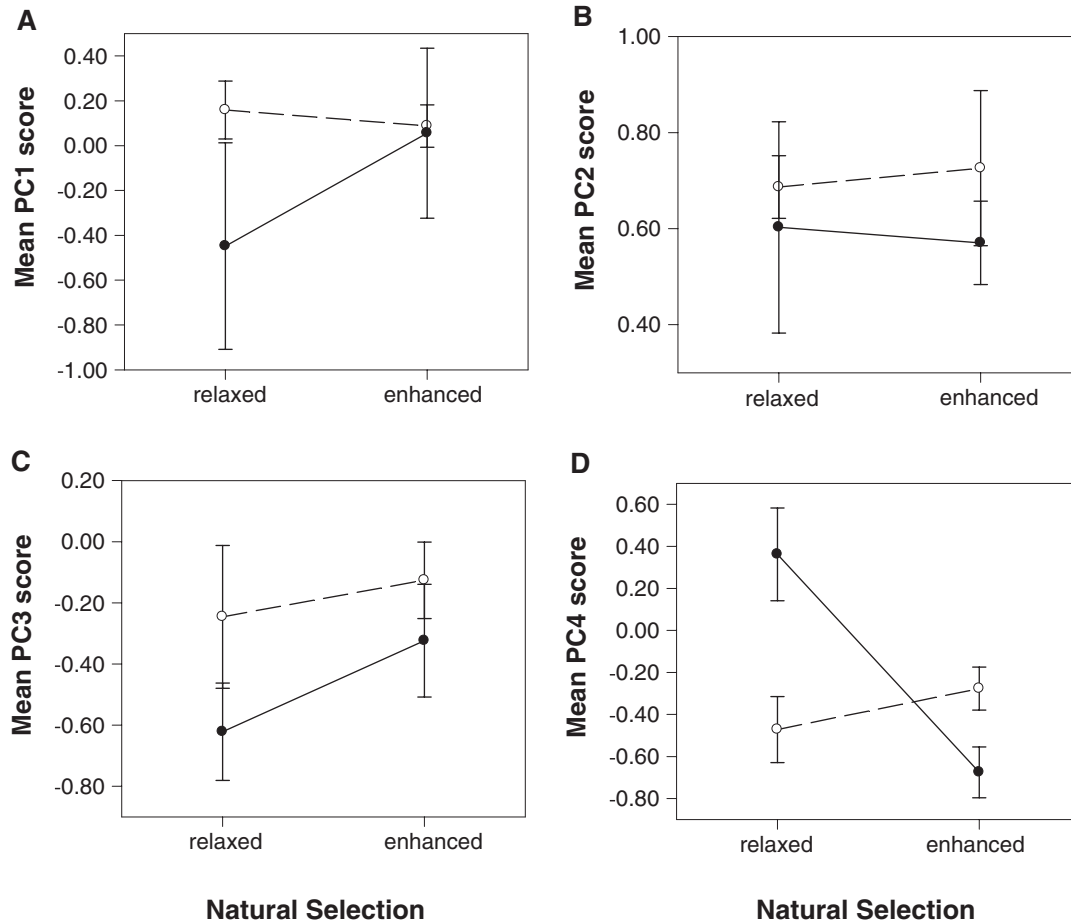 A
Mean PC1 score
0.40
0.20
0.00
-0.20
-0.40
-0.60
-0.80
-1.00
relaxed enhanced
B
Mean PC2 score
1.00
0.80
0.60
0.40
relaxed enhanced
C
Mean PC3 score
0.20
0.00
-0.20
-0.40
-0.60
-0.80
relaxed enhanced
Natural Selection
D
Mean PC4 score
0.60
0.40
0.20
0.00
-0.20
-0.40
-0.60
-0.80
relaxed enhanced
Natural Selection